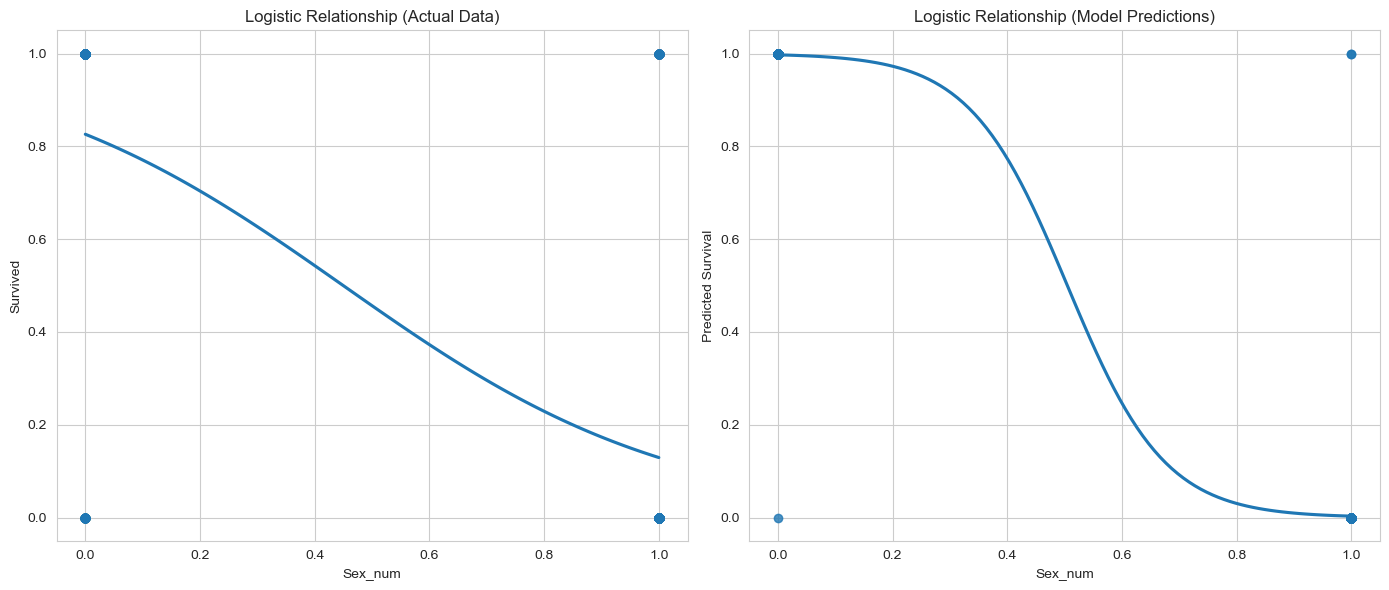 Logistic Relationship (Actual Data)
1.0
0.8
0.6
0.4
0.2
0.0
Survived
0.0 0.2 0.4 0.6 0.8 1.0
Sex_num
Logistic Relationship (Model Predictions)
1.0
0.8
0.6
0.4
0.2
0.0
Predicted Survival
0.0 0.2 0.4 0.6 0.8 1.0
Sex_num